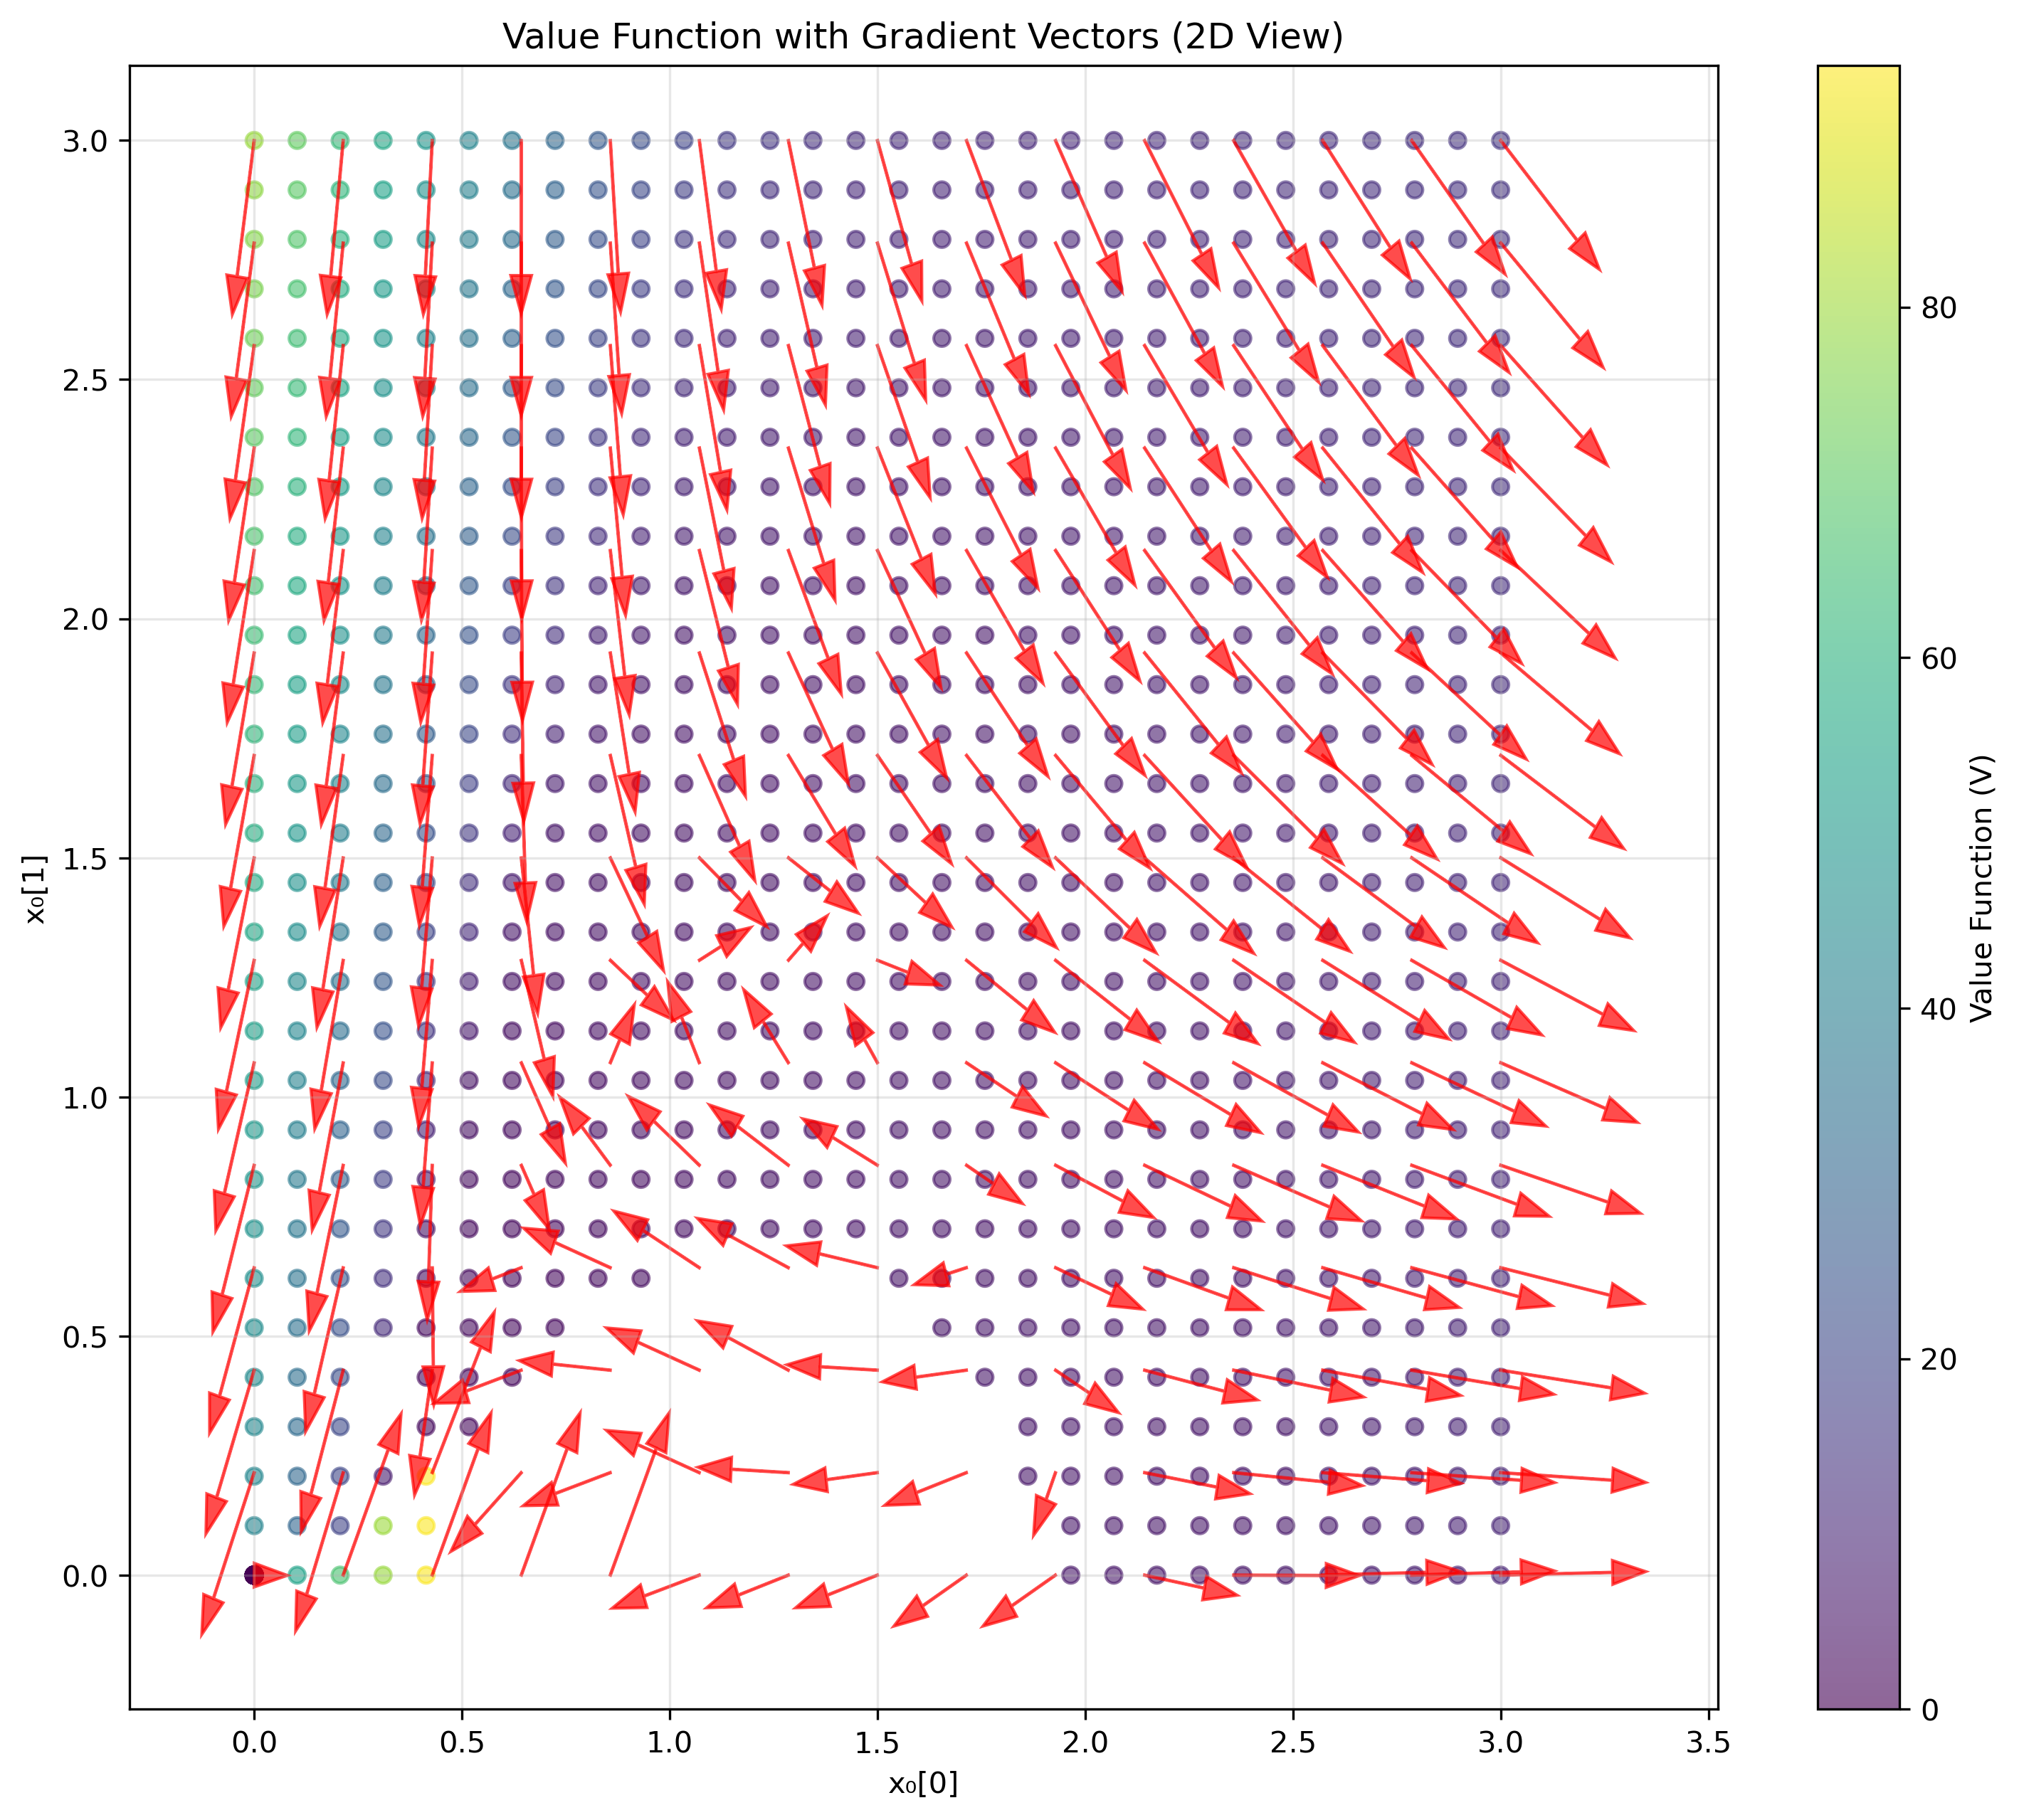 Value Function with Gradient Vectors (2D View)
3.0
2.5
2.0
1.5
1.0
0.5
0.0
x₀[1]
0.0 0.5 1.0 1.5 2.0 2.5 3.0 3.5
x₀[0]
80
60
40
20
0
Value Function (V)